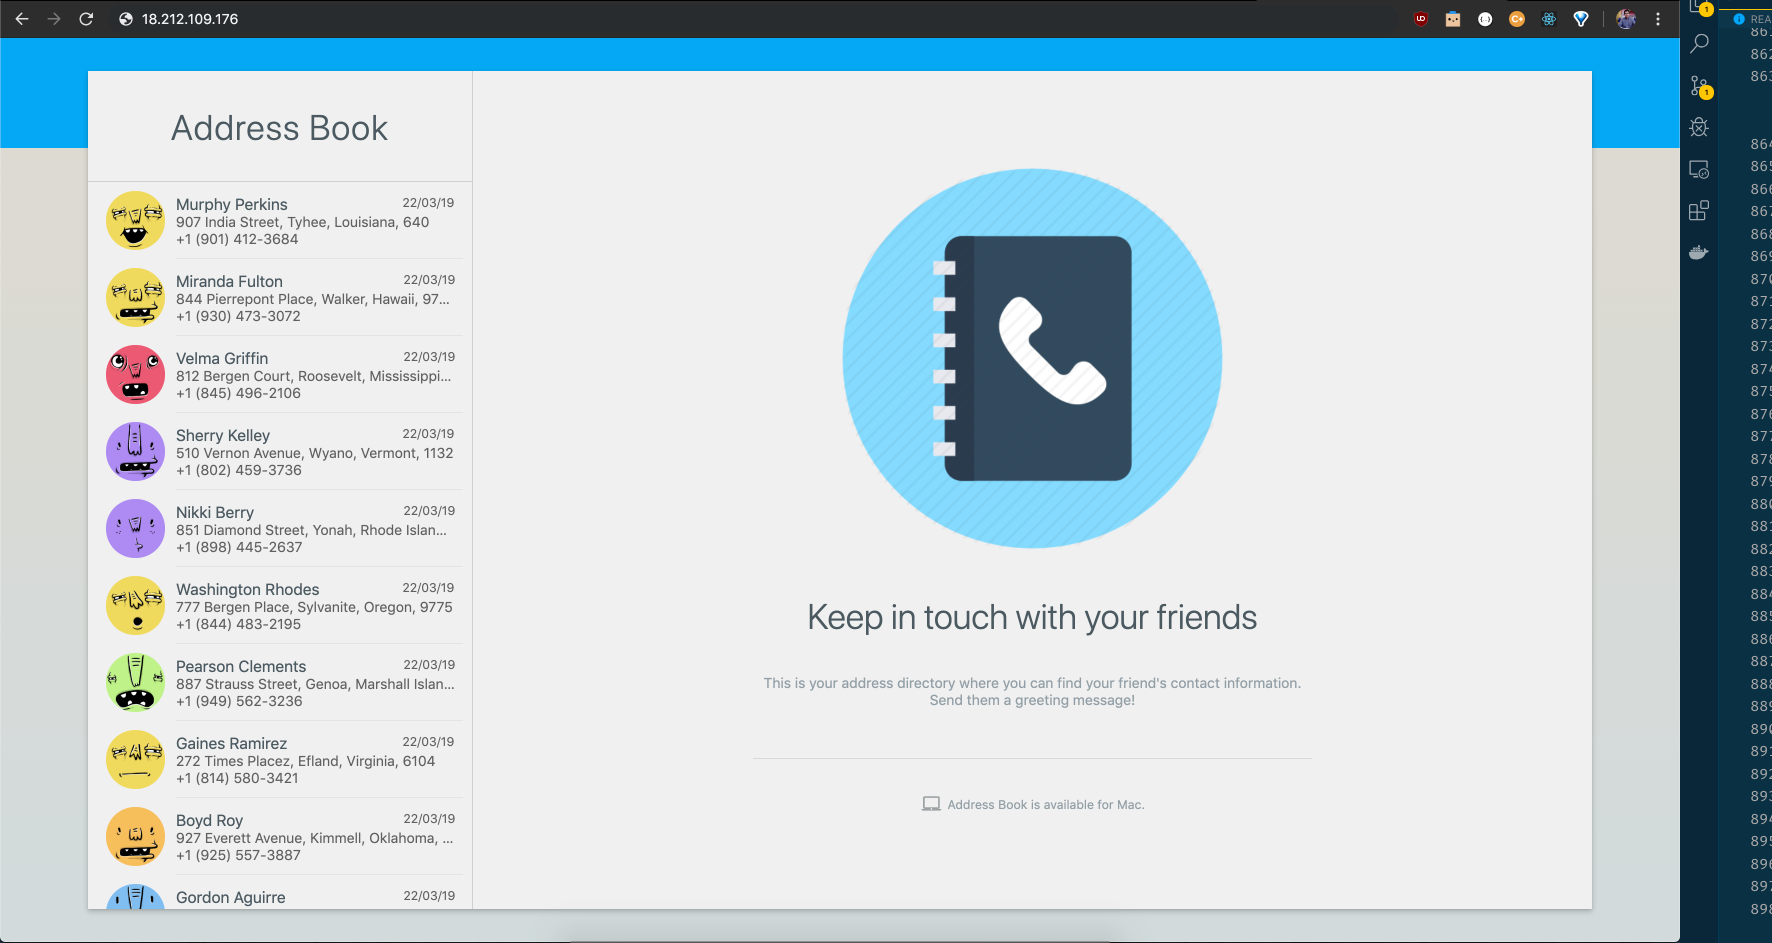 18.212.109.176
Address Book
Murphy Perkins 22/03/19
907 India Street, Tyhee, Louisiana, 640
+1 (901) 412-3684
Miranda Fulton 22/03/19
844 Pierrepont Place, Walker, Hawaii, 97...
+1 (930) 473-3072
Velma Griffin 22/03/19
812 Bergen Court, Roosevelt, Mississippi...
+1 (845) 496-2106
Sherry Kelley 22/03/19
510 Vernon Avenue, Wyano, Vermont, 1132
+1 (802) 459-3736
Nikki Berry 22/03/19
851 Diamond Street, Yonah, Rhode Islan...
+1 (898) 445-2637
Washington Rhodes 22/03/19
777 Bergen Place, Sylvanite, Oregon, 9775
+1 (844) 483-2195
Pearson Clements 22/03/19
887 Strauss Street, Genoa, Marshall Islan...
+1 (949) 562-3236
Gaines Ramirez 22/03/19
272 Times Placez, Efland, Virginia, 6104
+1 (814) 580-3421
Boyd Roy 22/03/19
927 Everett Avenue, Kimmell, Oklahoma, ...
+1 (925) 557-3887
Gordon Aguirre 22/03/19
Keep in touch with your friends
This is your address directory where you can find your friend's contact information.
Send them a greeting message!
Address Book is available for Mac.
1
1
REA
861
862
863
864
865
866
867
868
869
870
871
872
873
874
875
876
877
878
879
880
881
882
883
884
885
886
887
888
889
890
891
892
893
894
895
896
897
898